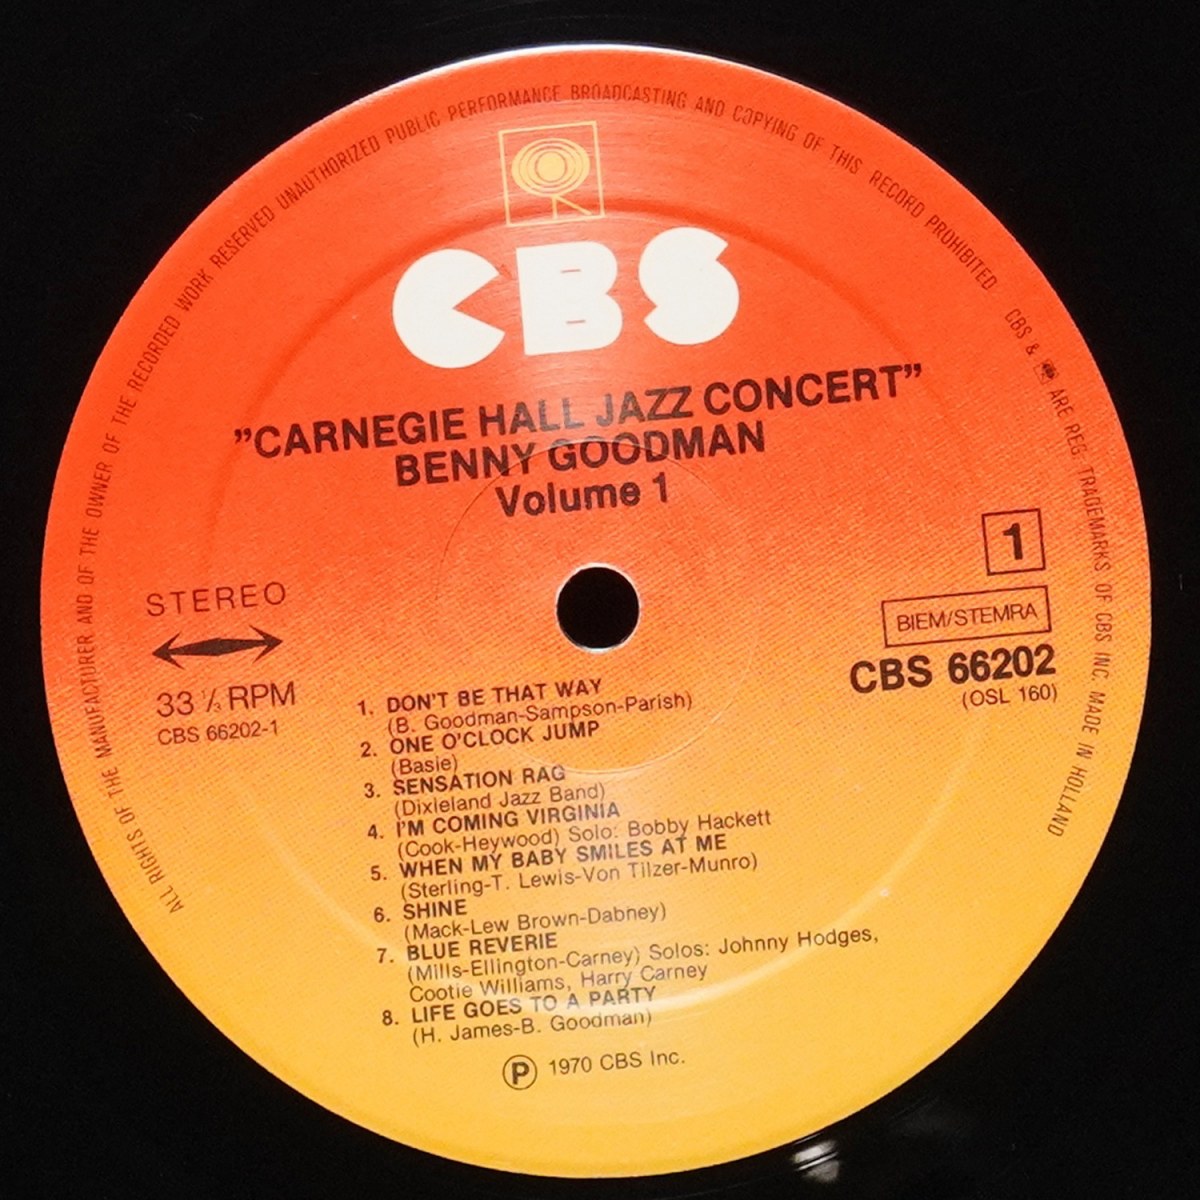 ALL RIGHTS OF THE MANUFACTURER AND OF THE OWNER OF THE RECORDED WORK RESERVED UNAUTHORIZED PUBLIC PERFORMANCE BROADCASTING AND COPYING OF THIS RECORD PROHIBITED CBS & ARE REG. TRADEMARKS OF CBS INC. MADE IN HOLLAND
CBS
"CARNEGIE HALL JAZZ CONCERT"
BENNY GOODMAN
Volume 1
1
STEREO
BIEM/STEMRA
33 1/3 RPM
CBS 66202
CBS 66202-1
(OSL 160)
1. DON'T BE THAT WAY
(B. Goodman-Sampson-Parish)
2. ONE O'CLOCK JUMP
(Basie)
3. SENSATION RAG
(Dixieland Jazz Band)
4. I'M COMING VIRGINIA
(Cook-Heywood) Solo: Bobby Hackett
5. WHEN MY BABY SMILES AT ME
(Sterling-T. Lewis-Von Tilzer-Munro)
6. SHINE
(Mack-Lew Brown-Dabney)
7. BLUE REVERIE
(Mills-Ellington-Carney) Solos: Johnny Hodges,
Cootie Williams, Harry Carney
8. LIFE GOES TO A PARTY
(H. James-B. Goodman)
Ⓟ 1970 CBS Inc.